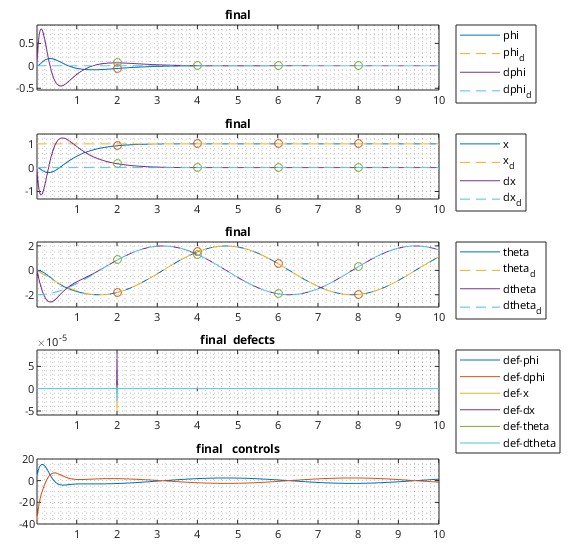 final
0.5
0
-0.5
1 2 3 4 5 6 7 8 9 10
phi
phi_d
dphi
dphi_d
final
1
0
-1
1 2 3 4 5 6 7 8 9 10
x
x_d
dx
dx_d
final
2
0
-2
1 2 3 4 5 6 7 8 9 10
theta
theta_d
dtheta
dtheta_d
×10^-5
final defects
5
0
-5
1 2 3 4 5 6 7 8 9 10
def-phi
def-dphi
def-x
def-dx
def-theta
def-dtheta
final controls
20
0
-20
-40
1 2 3 4 5 6 7 8 9 10